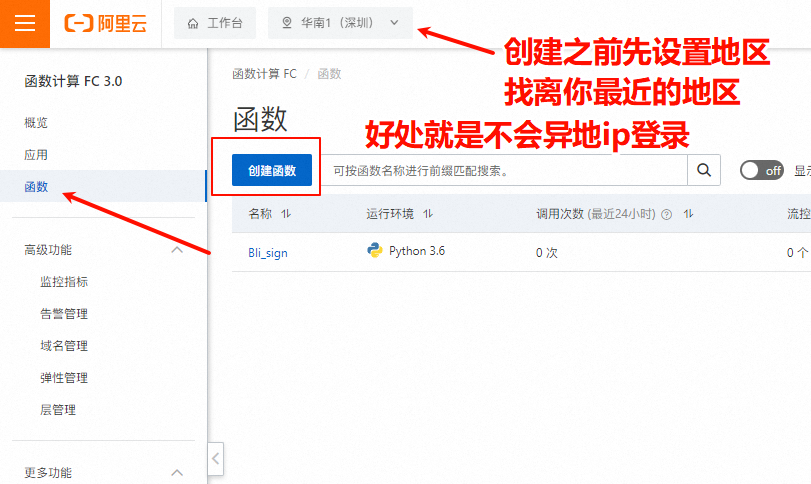 阿里云
工作台
华南1（深圳）
创建之前先设置地区
找离你最近的地区
好处就是不会异地ip登录
函数计算 FC 3.0
概览
应用
函数
高级功能
监控指标
告警管理
域名管理
弹性管理
层管理
更多功能
函数计算 FC / 函数
函数
创建函数
可按函数名称进行前缀匹配搜索。
off
显示
名称
运行环境
调用次数 (最近24小时)
流控
Bli_sign
Python 3.6
0 次
0 个